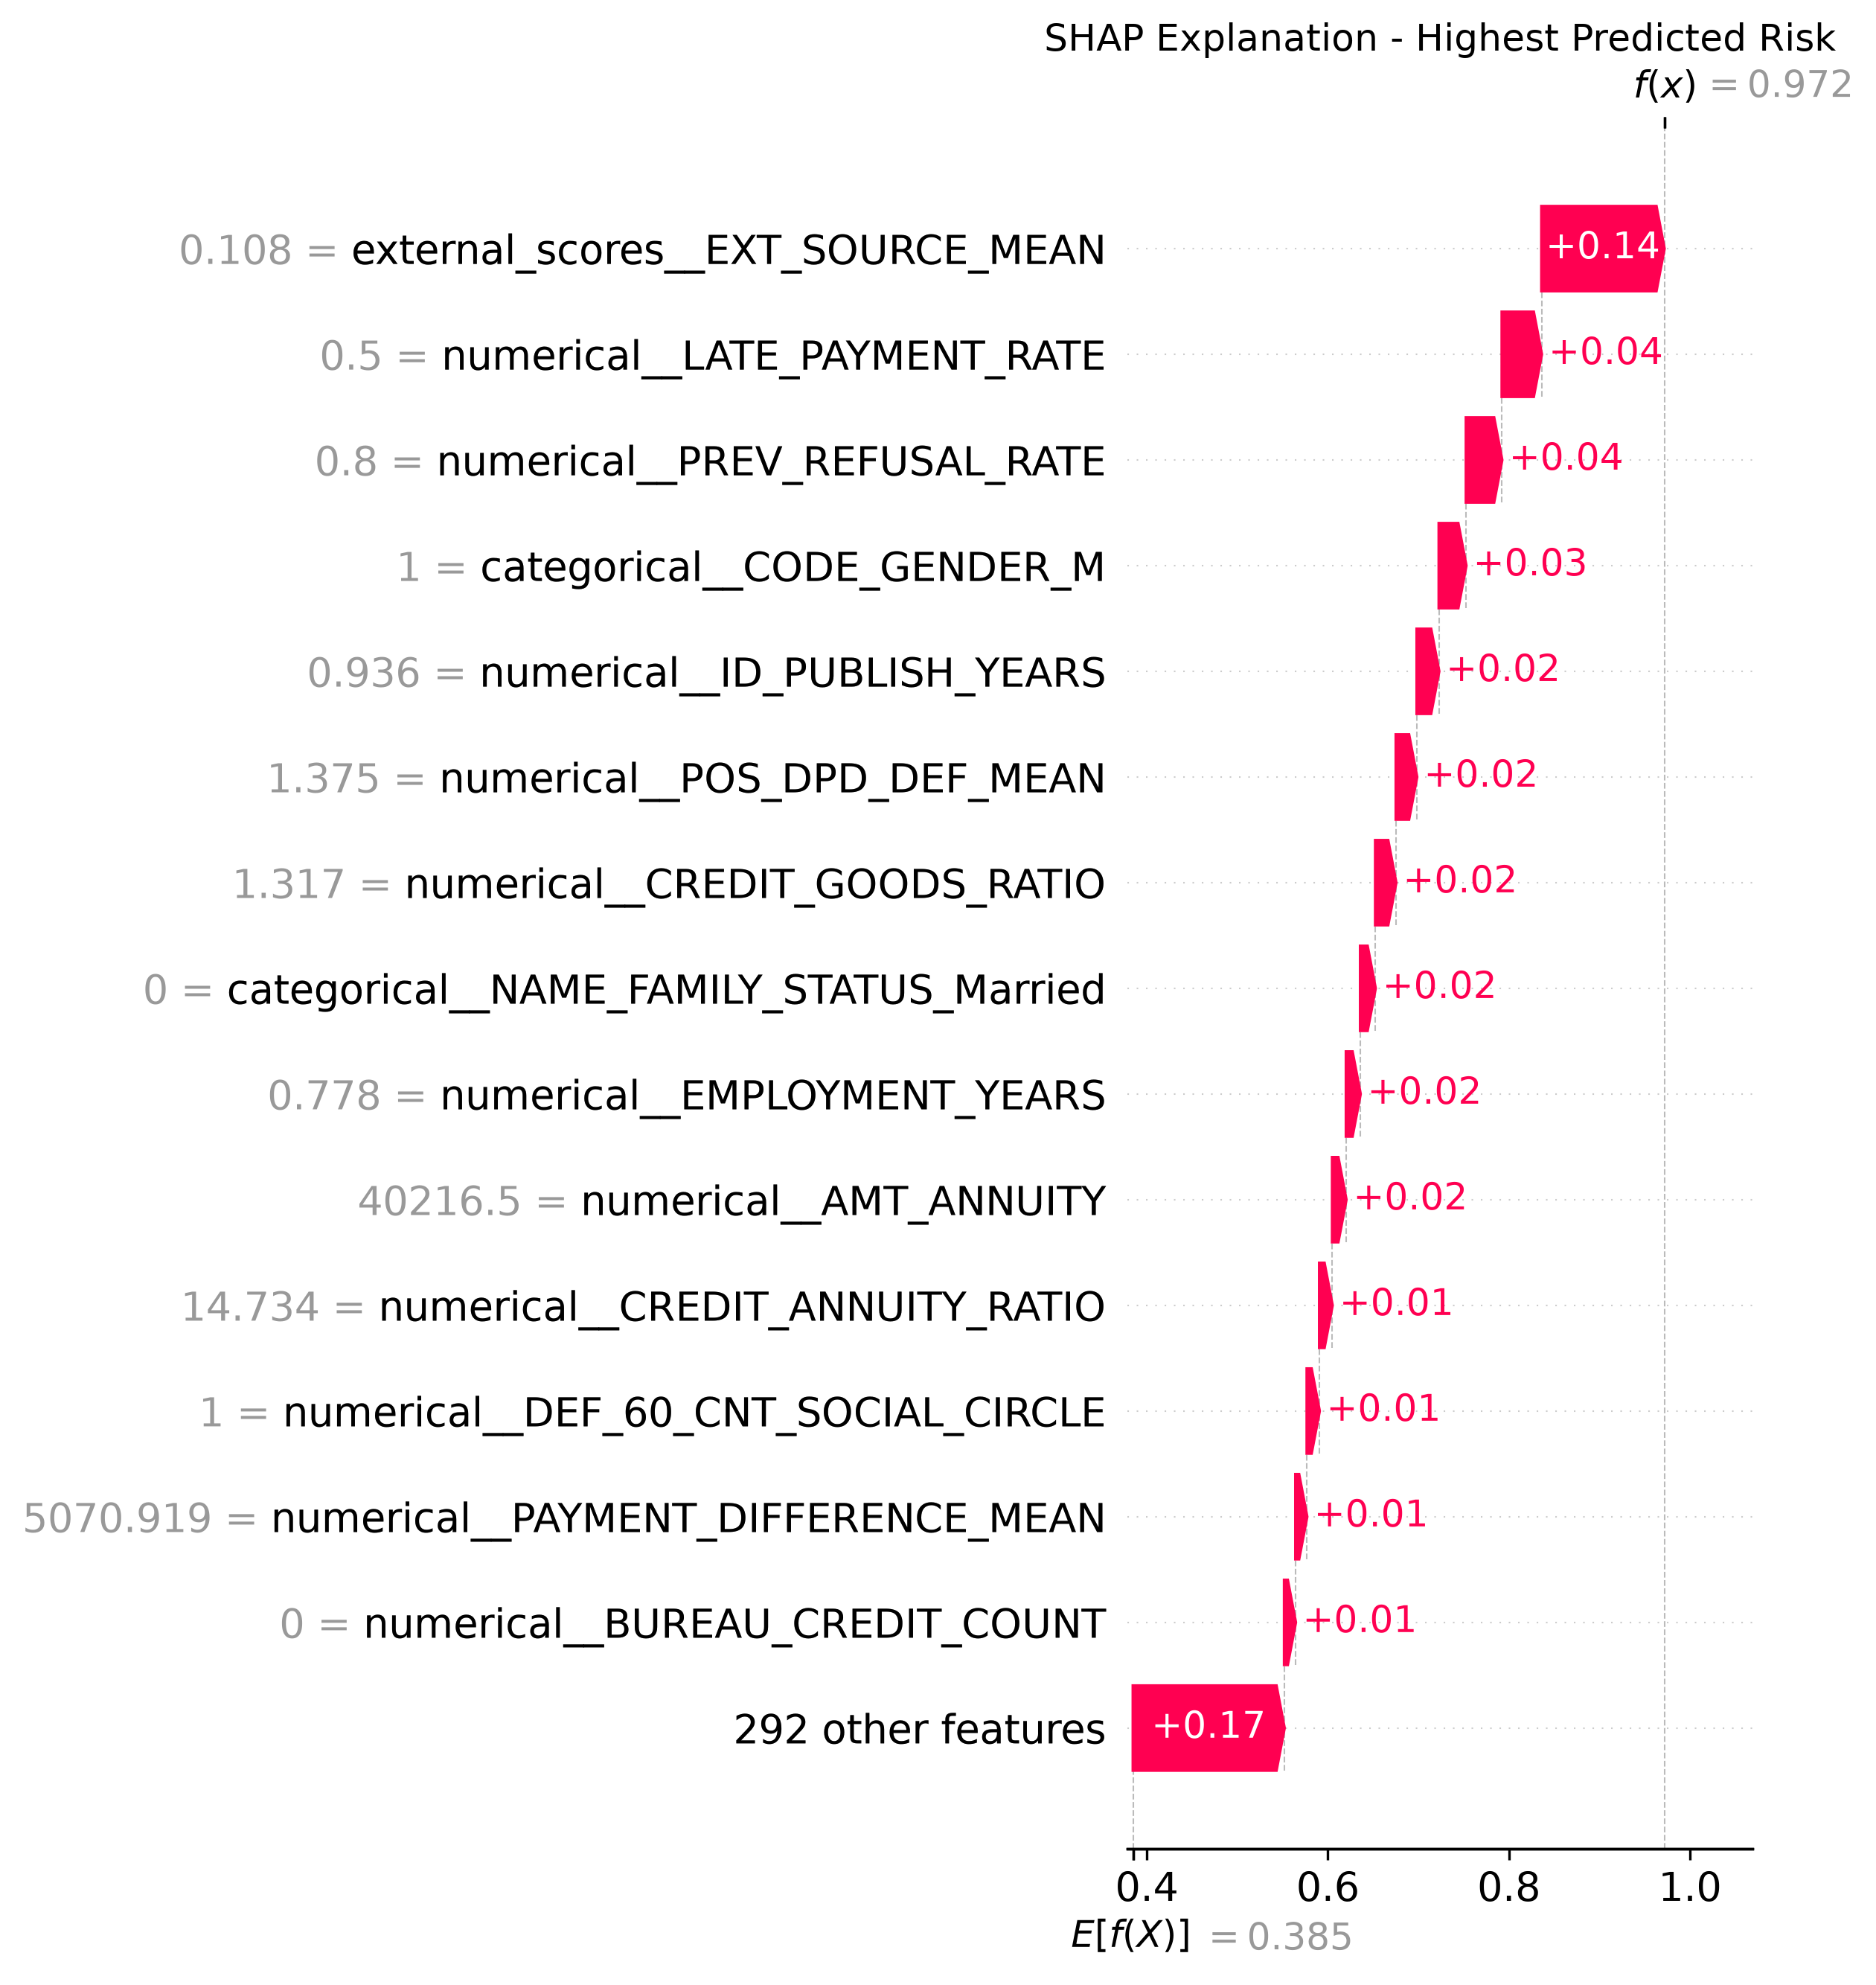 SHAP Explanation - Highest Predicted Risk
f(x) = 0.972
0.108 = external_scores__EXT_SOURCE_MEAN +0.14
0.5 = numerical__LATE_PAYMENT_RATE +0.04
0.8 = numerical__PREV_REFUSAL_RATE +0.04
1 = categorical__CODE_GENDER_M +0.03
0.936 = numerical__ID_PUBLISH_YEARS +0.02
1.375 = numerical__POS_DPD_DEF_MEAN +0.02
1.317 = numerical__CREDIT_GOODS_RATIO +0.02
0 = categorical__NAME_FAMILY_STATUS_Married +0.02
0.778 = numerical__EMPLOYMENT_YEARS +0.02
40216.5 = numerical__AMT_ANNUITY +0.02
14.734 = numerical__CREDIT_ANNUITY_RATIO +0.01
1 = numerical__DEF_60_CNT_SOCIAL_CIRCLE +0.01
5070.919 = numerical__PAYMENT_DIFFERENCE_MEAN +0.01
0 = numerical__BUREAU_CREDIT_COUNT +0.01
292 other features +0.17
0.4 0.6 0.8 1.0
E[f(X)] = 0.385